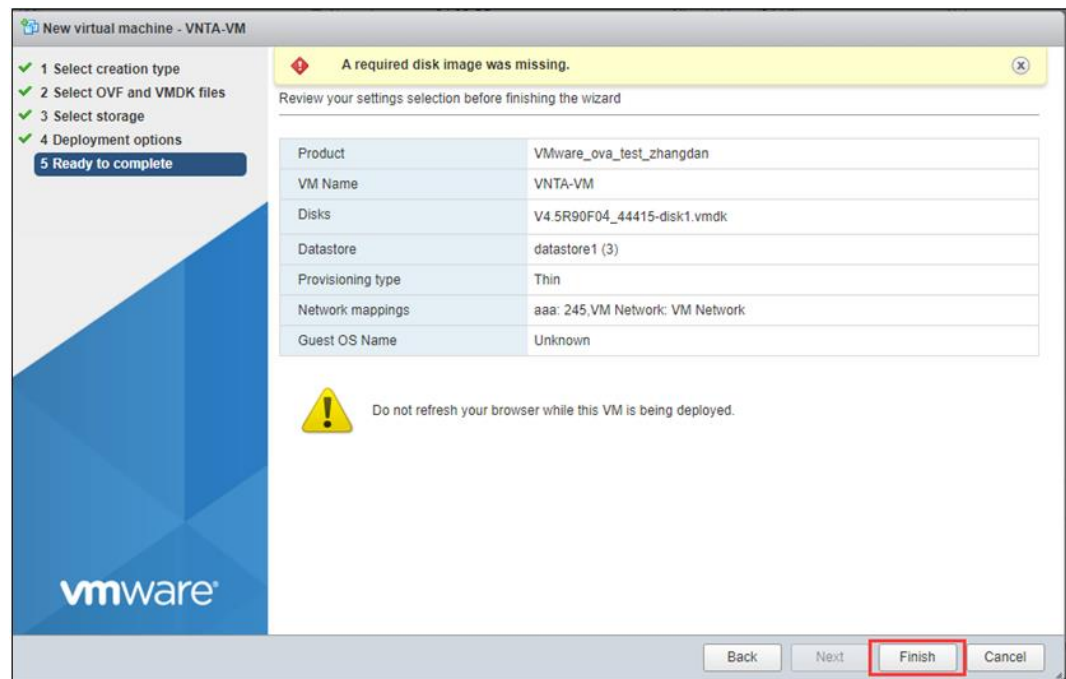 New virtual machine - VNTA-VM
1 Select creation type
2 Select OVF and VMDK files
3 Select storage
4 Deployment options
5 Ready to complete
A required disk image was missing.
Review your settings selection before finishing the wizard
Product VMware_ova_test_zhangdan
VM Name VNTA-VM
Disks V4.5R90F04_44415-disk1.vmdk
Datastore datastore1 (3)
Provisioning type Thin
Network mappings aaa: 245,VM Network: VM Network
Guest OS Name Unknown
Do not refresh your browser while this VM is being deployed.
vmware®
Back Next Finish Cancel